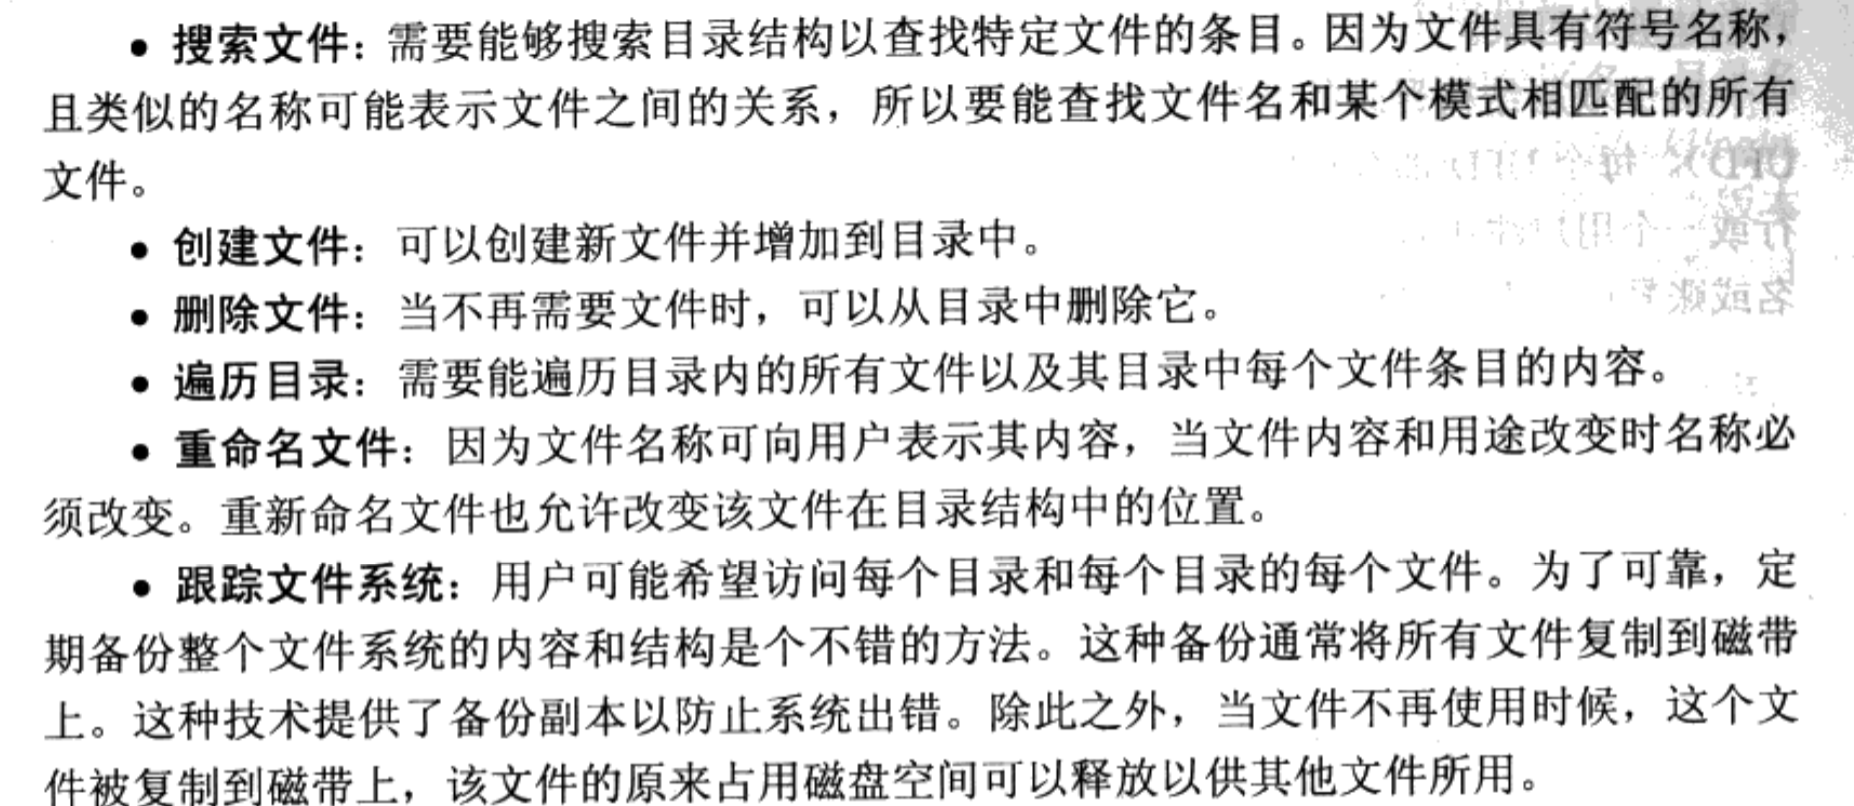 • 搜索文件：需要能够搜索目录结构以查找特定文件的条目。因为文件具有符号名称，
且类似的名称可能表示文件之间的关系，所以要能查找文件名和某个模式相匹配的所有
文件。
• 创建文件：可以创建新文件并增加到目录中。
• 删除文件：当不再需要文件时，可以从目录中删除它。
• 遍历目录：需要能遍历目录内的所有文件以及其目录中每个文件条目的内容。
• 重命名文件：因为文件名称可向用户表示其内容，当文件内容和用途改变时名称必
须改变。重新命名文件也允许改变该文件在目录结构中的位置。
• 跟踪文件系统：用户可能希望访问每个目录和每个目录的每个文件。为了可靠，定
期备份整个文件系统的内容和结构是个不错的方法。这种备份通常将所有文件复制到磁带
上。这种技术提供了备份副本以防止系统出错。除此之外，当文件不再使用时候，这个文
件被复制到磁带上，该文件的原来占用磁盘空间可以释放以供其他文件所用。